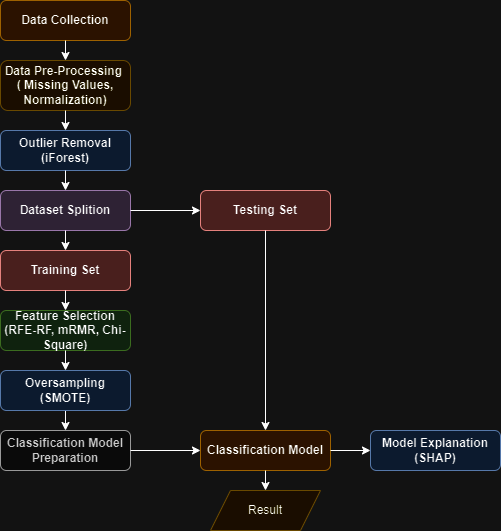 Data Collection
Data Pre-Processing
( Missing Values,
Normalization)
Outlier Removal
(iForest)
Dataset Splition
Testing Set
Training Set
Feature Selection
(RFE-RF, mRMR, Chi-
Square)
Oversampling
(SMOTE)
Classification Model
Preparation
Classification Model
Model Explanation
(SHAP)
Result